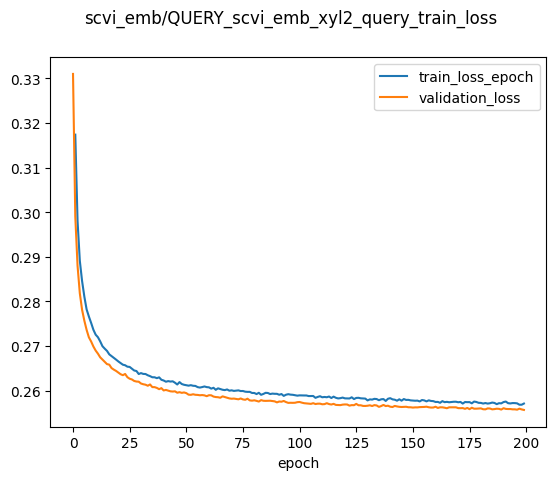 scvi_emb/QUERY_scvi_emb_xyl2_query_train_loss
train_loss_epoch
validation_loss
0.33
0.32
0.31
0.30
0.29
0.28
0.27
0.26
0 25 50 75 100 125 150 175 200
epoch